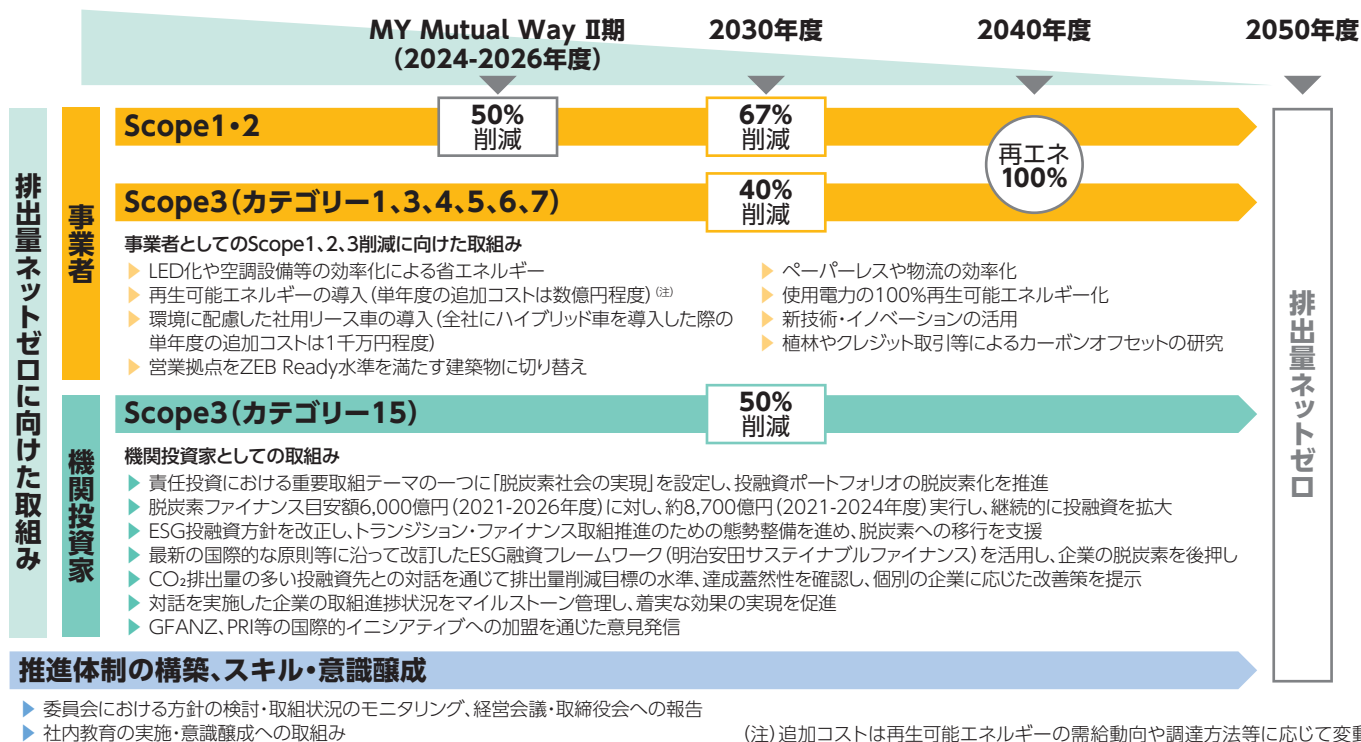 MY Mutual Way Ⅱ期
(2024-2026年度)
2030年度
2040年度
2050年度
排出量ネットゼロに向けた取組み
事業者
Scope1・2
50%
削減
67%
削減
再エネ
100%
Scope3(カテゴリー1、3、4、5、6、7)
40%
削減
事業者としてのScope1、2、3削減に向けた取組み
▶ LED化や空調設備等の効率化による省エネルギー
▶ 再生可能エネルギーの導入(単年度の追加コストは数億円程度)(注)
▶ 環境に配慮した社用リース車の導入(全社にハイブリッド車を導入した際の
単年度の追加コストは1千万円程度)
▶ 営業拠点をZEB Ready水準を満たす建築物に切り替え
▶ ペーパーレスや物流の効率化
▶ 使用電力の100%再生可能エネルギー化
▶ 新技術・イノベーションの活用
▶ 植林やクレジット取引等によるカーボンオフセットの研究
機関投資家
Scope3(カテゴリー15)
50%
削減
機関投資家としての取組み
▶ 責任投資における重要取組テーマの一つに「脱炭素社会の実現」を設定し、投融資ポートフォリオの脱炭素化を推進
▶ 脱炭素ファイナンス目安額6,000億円(2021-2026年度)に対し、約8,700億円(2021-2024年度)実行し、継続的に投融資を拡大
▶ ESG投融資方針を改正し、トランジション・ファイナンス取組推進のための態勢整備を進め、脱炭素への移行を支援
▶ 最新の国際的な原則等に沿って改訂したESG融資フレームワーク(明治安田サステイナブルファイナンス)を活用し、企業の脱炭素を後押し
▶ CO₂排出量の多い投融資先との対話を通じて排出量削減目標の水準、達成蓋然性を確認し、個別の企業に応じた改善策を提示
▶ 対話を実施した企業の取組進捗状況をマイルストーン管理し、着実な効果の実現を促進
▶ GFANZ、PRI等の国際的イニシアティブへの加盟を通じた意見発信
排出量ネットゼロ
推進体制の構築、スキル・意識醸成
▶ 委員会における方針の検討・取組状況のモニタリング、経営会議・取締役会への報告
▶ 社内教育の実施・意識醸成への取組み
(注)追加コストは再生可能エネルギーの需給動向や調達方法等に応じて変動